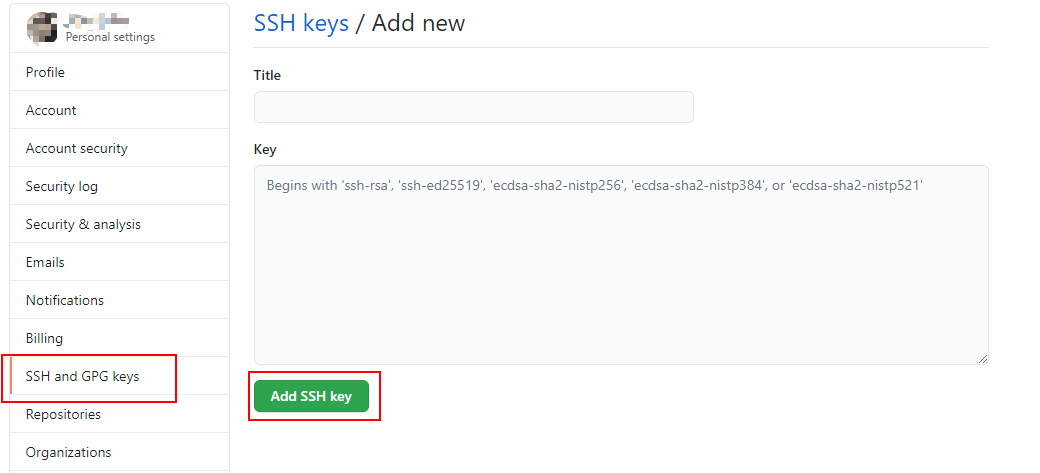 Personal settings
Profile
Account
Account security
Security log
Security & analysis
Emails
Notifications
Billing
SSH and GPG keys
Repositories
Organizations
SSH keys / Add new
Title
Key
Begins with 'ssh-rsa', 'ssh-ed25519', 'ecdsa-sha2-nistp256', 'ecdsa-sha2-nistp384', or 'ecdsa-sha2-nistp521'
Add SSH key